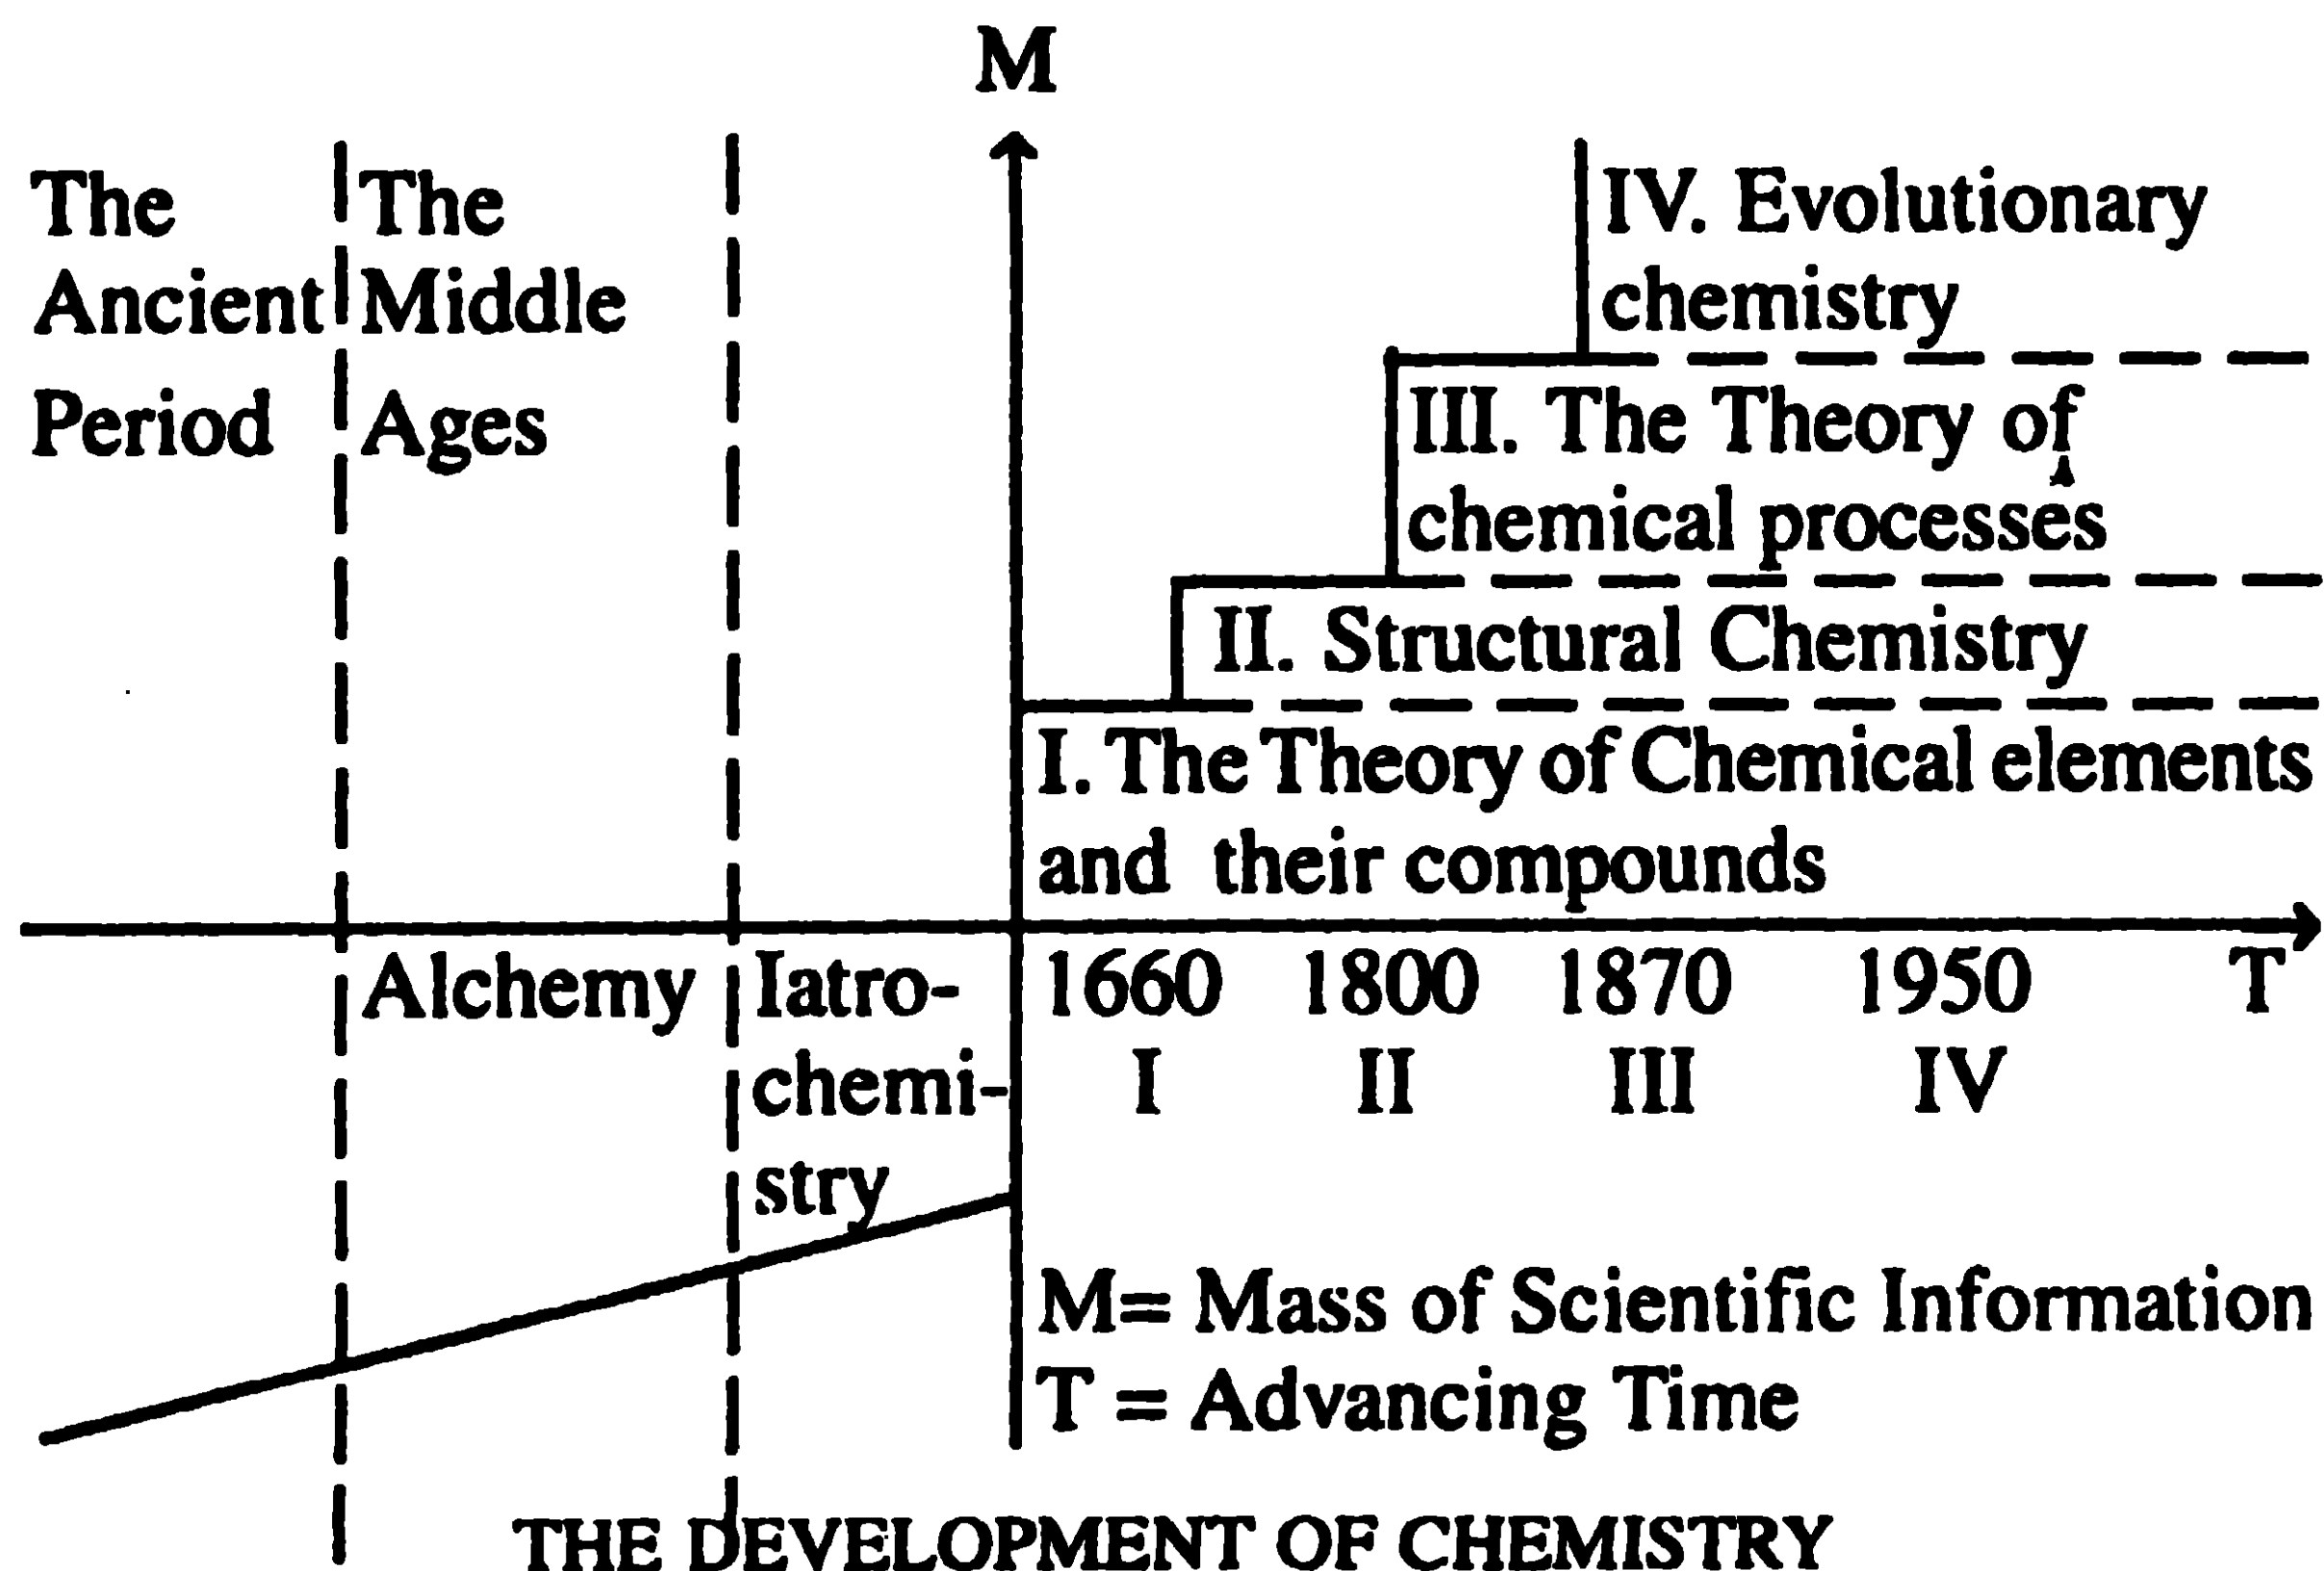 M
The
Ancient
Period
The
Middle
Ages
IV. Evolutionary
chemistry
III. The Theory of
chemical processes
II. Structural Chemistry
I. The Theory of Chemical elements
and their compounds
Alchemy
Iatro-
chemi-
stry
1660 1800 1870 1950 T
I II III IV
M= Mass of Scientific Information
T = Advancing Time
THE DEVELOPMENT OF CHEMISTRY